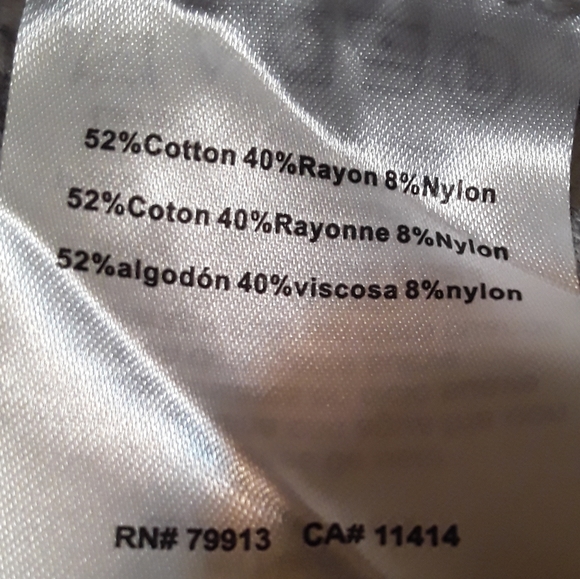 52%Cotton 40%Rayon 8%Nylon
52%Coton 40%Rayonne 8%Nylon
52%algodón 40%viscosa 8%nylon
RN# 79913 CA# 11414